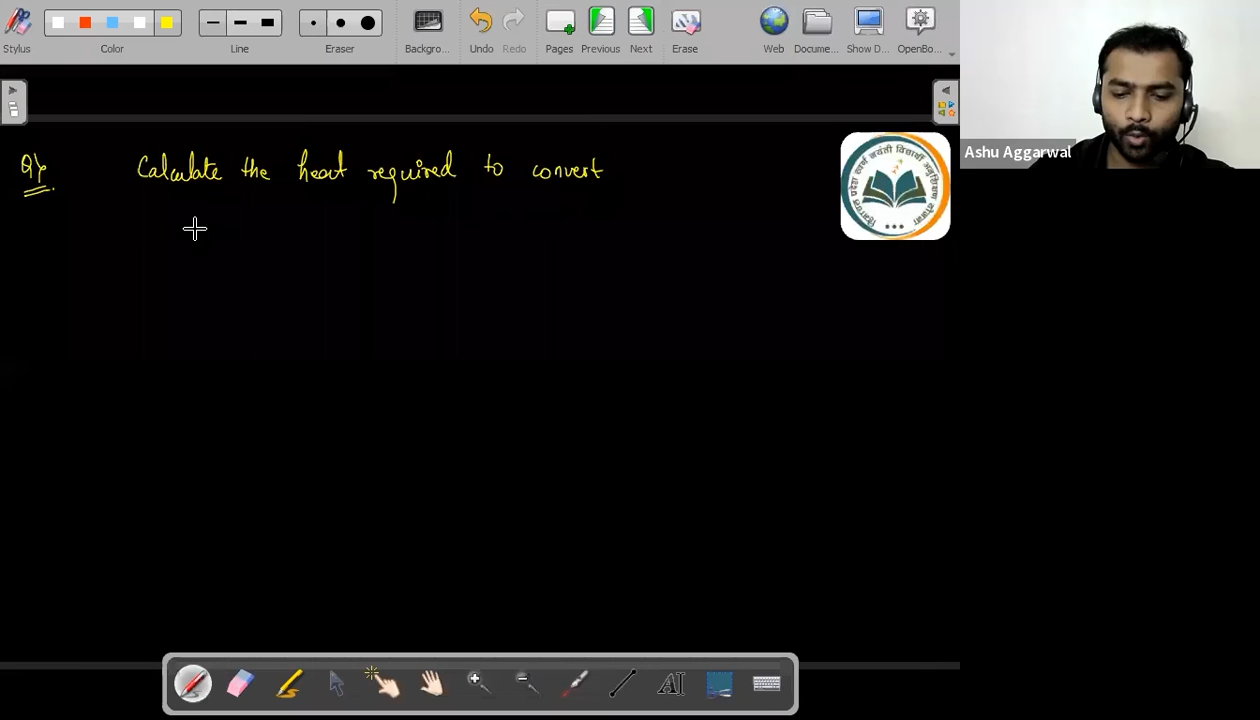 Stylus
Color
Line
Eraser
Backgro...
Undo
Redo
Pages
Previous
Next
Erase
Web
Docume...
Show D...
OpenBo...
Ashu Aggarwal
Calculate the heat required to convert
AI